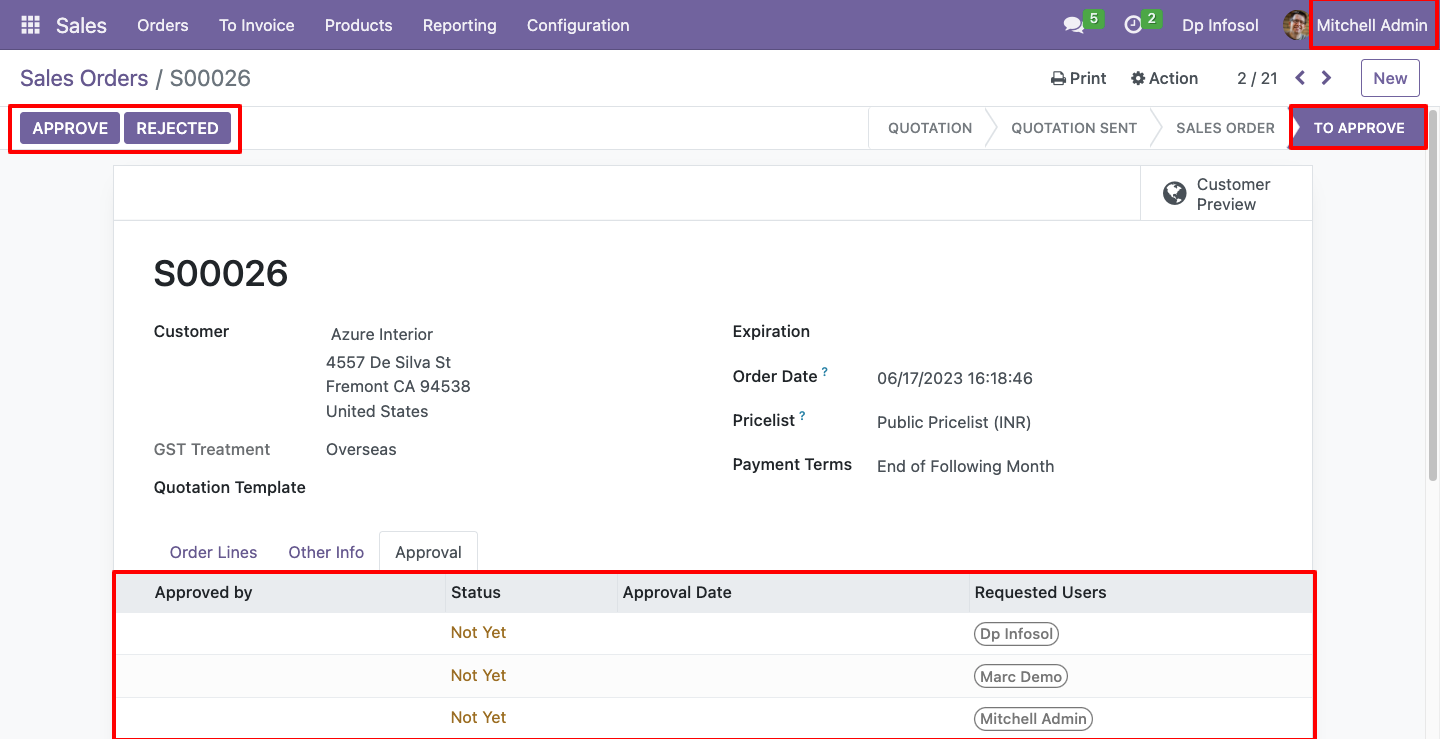 Sales Orders To Invoice Products Reporting Configuration 5 2 Dp Infosol Mitchell Admin
Sales Orders / S00026 Print Action 2 / 21 New
APPROVE REJECTED QUOTATION QUOTATION SENT SALES ORDER TO APPROVE
Customer
Preview
S00026
Customer Azure Interior
4557 De Silva St
Fremont CA 94538
United States
GST Treatment Overseas
Quotation Template
Expiration
Order Date ? 06/17/2023 16:18:46
Pricelist ? Public Pricelist (INR)
Payment Terms End of Following Month
Order Lines Other Info Approval
Approved by Status Approval Date Requested Users
Not Yet Dp Infosol
Not Yet Marc Demo
Not Yet Mitchell Admin